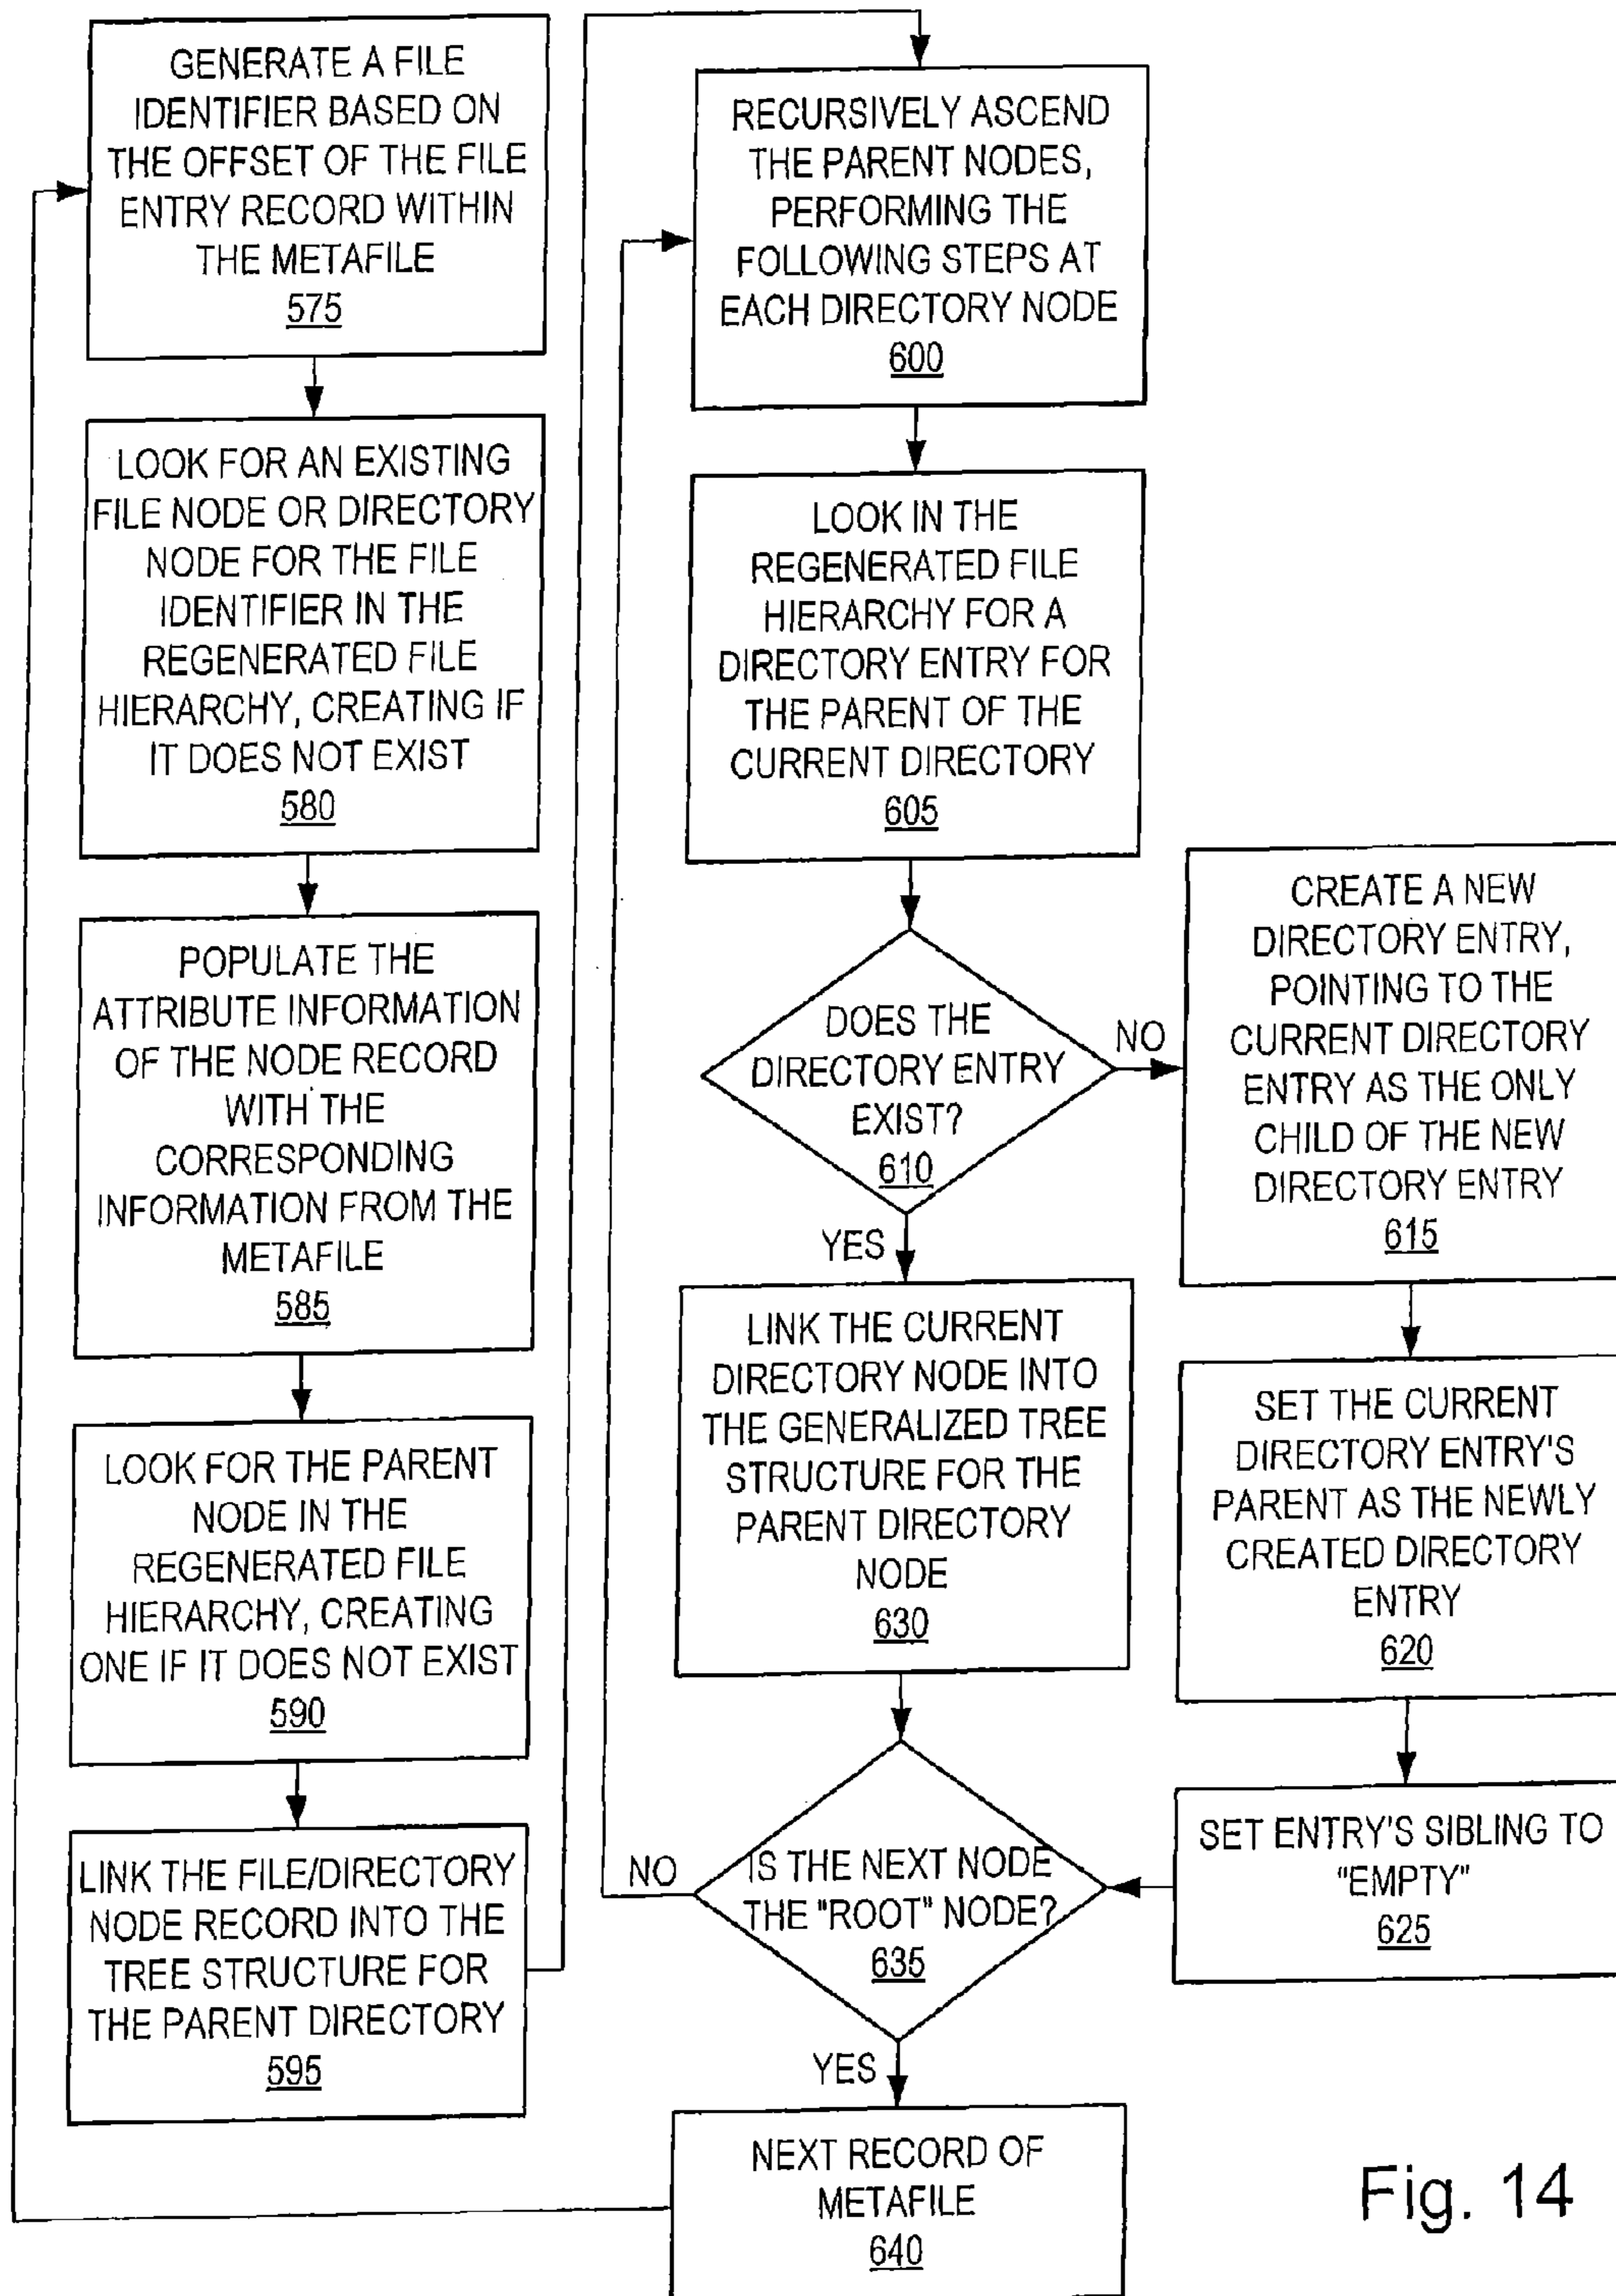 GENERATE A FILE
IDENTIFIER BASED ON
THE OFFSET OF THE FILE
ENTRY RECORD WITHIN
THE METAFILE
575
LOOK FOR AN EXISTING
FILE NODE OR DIRECTORY
NODE FOR THE FILE
IDENTIFIER IN THE
REGENERATED FILE
HIERARCHY, CREATING IF
IT DOES NOT EXIST
580
POPULATE THE
ATTRIBUTE INFORMATION
OF THE NODE RECORD
WITH THE
CORRESPONDING
INFORMATION FROM THE
METAFILE
585
LOOK FOR THE PARENT
NODE IN THE
REGENERATED FILE
HIERARCHY, CREATING
ONE IF IT DOES NOT EXIST
590
LINK THE FILE/DIRECTORY
NODE RECORD INTO THE
TREE STRUCTURE FOR
THE PARENT DIRECTORY
595
RECURSIVELY ASCEND
THE PARENT NODES,
PERFORMING THE
FOLLOWING STEPS AT
EACH DIRECTORY NODE
600
LOOK IN THE
REGENERATED FILE
HIERARCHY FOR A
DIRECTORY ENTRY FOR
THE PARENT OF THE
CURRENT DIRECTORY
605
DOES THE
DIRECTORY ENTRY
EXIST?
610
NO
YES
CREATE A NEW
DIRECTORY ENTRY,
POINTING TO THE
CURRENT DIRECTORY
ENTRY AS THE ONLY
CHILD OF THE NEW
DIRECTORY ENTRY
615
SET THE CURRENT
DIRECTORY ENTRY'S
PARENT AS THE NEWLY
CREATED DIRECTORY
ENTRY
620
SET ENTRY'S SIBLING TO
"EMPTY"
625
LINK THE CURRENT
DIRECTORY NODE INTO
THE GENERALIZED TREE
STRUCTURE FOR THE
PARENT DIRECTORY
NODE
630
IS THE NEXT NODE
THE "ROOT" NODE?
635
NO
YES
NEXT RECORD OF
METAFILE
640
Fig. 14